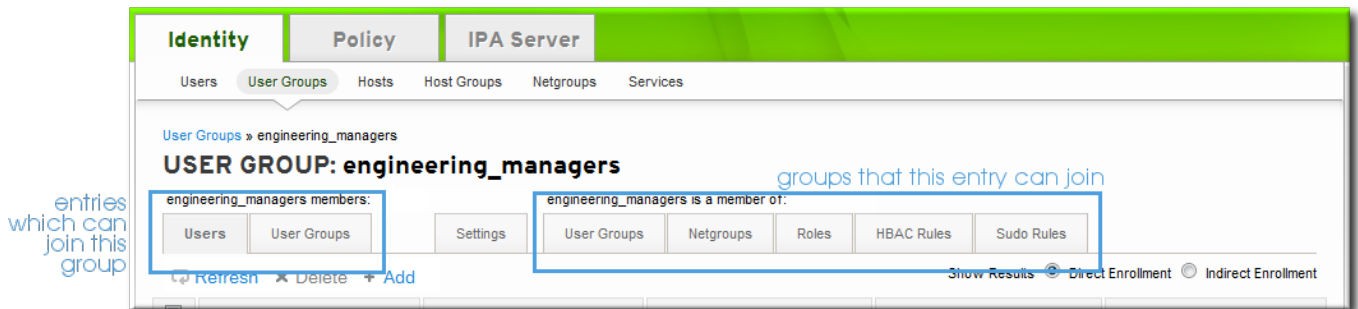 Identity Policy IPA Server
Users User Groups Hosts Host Groups Netgroups Services
User Groups » engineering_managers
USER GROUP: engineering_managers
groups that this entry can join
entries
which can
join this
group
engineering_managers members: engineering_managers is a member of:
Users User Groups Settings User Groups Netgroups Roles HBAC Rules Sudo Rules
Refresh Delete + Add Show Results Direct Enrollment Indirect Enrollment